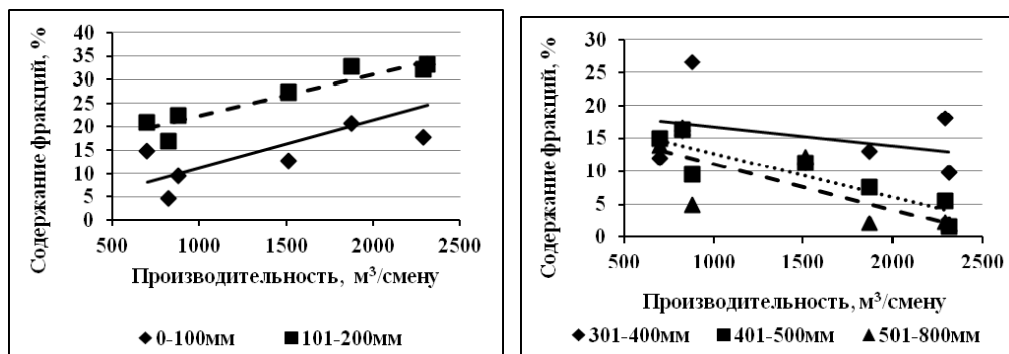 Содержание фракций, %
45
40
35
30
25
20
15
10
5
0
500 1000 1500 2000 2500
Производительность, м³/смену
0-100мм 101-200мм
Содержание фракций, %
30
25
20
15
10
5
0
500 1000 1500 2000 2500
Производительность, м³/смену
301-400мм 401-500мм 501-800мм